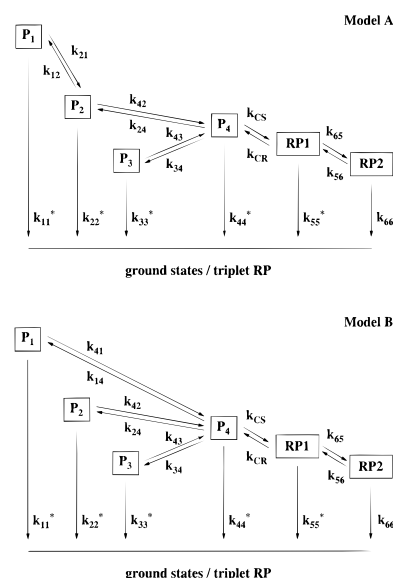 Model A
P1
k21
k12
P2
k42
k24
P4
kCS
k43
P3
k34
kCR
RP1
k65
k56
RP2
k11*
k22*
k33*
k44*
k55*
k66
ground states / triplet RP
Model B
P1
k41
k14
P2
k42
k24
P4
kCS
k43
P3
k34
kCR
RP1
k65
k56
RP2
k11*
k22*
k33*
k44*
k55*
k66
ground states / triplet RP